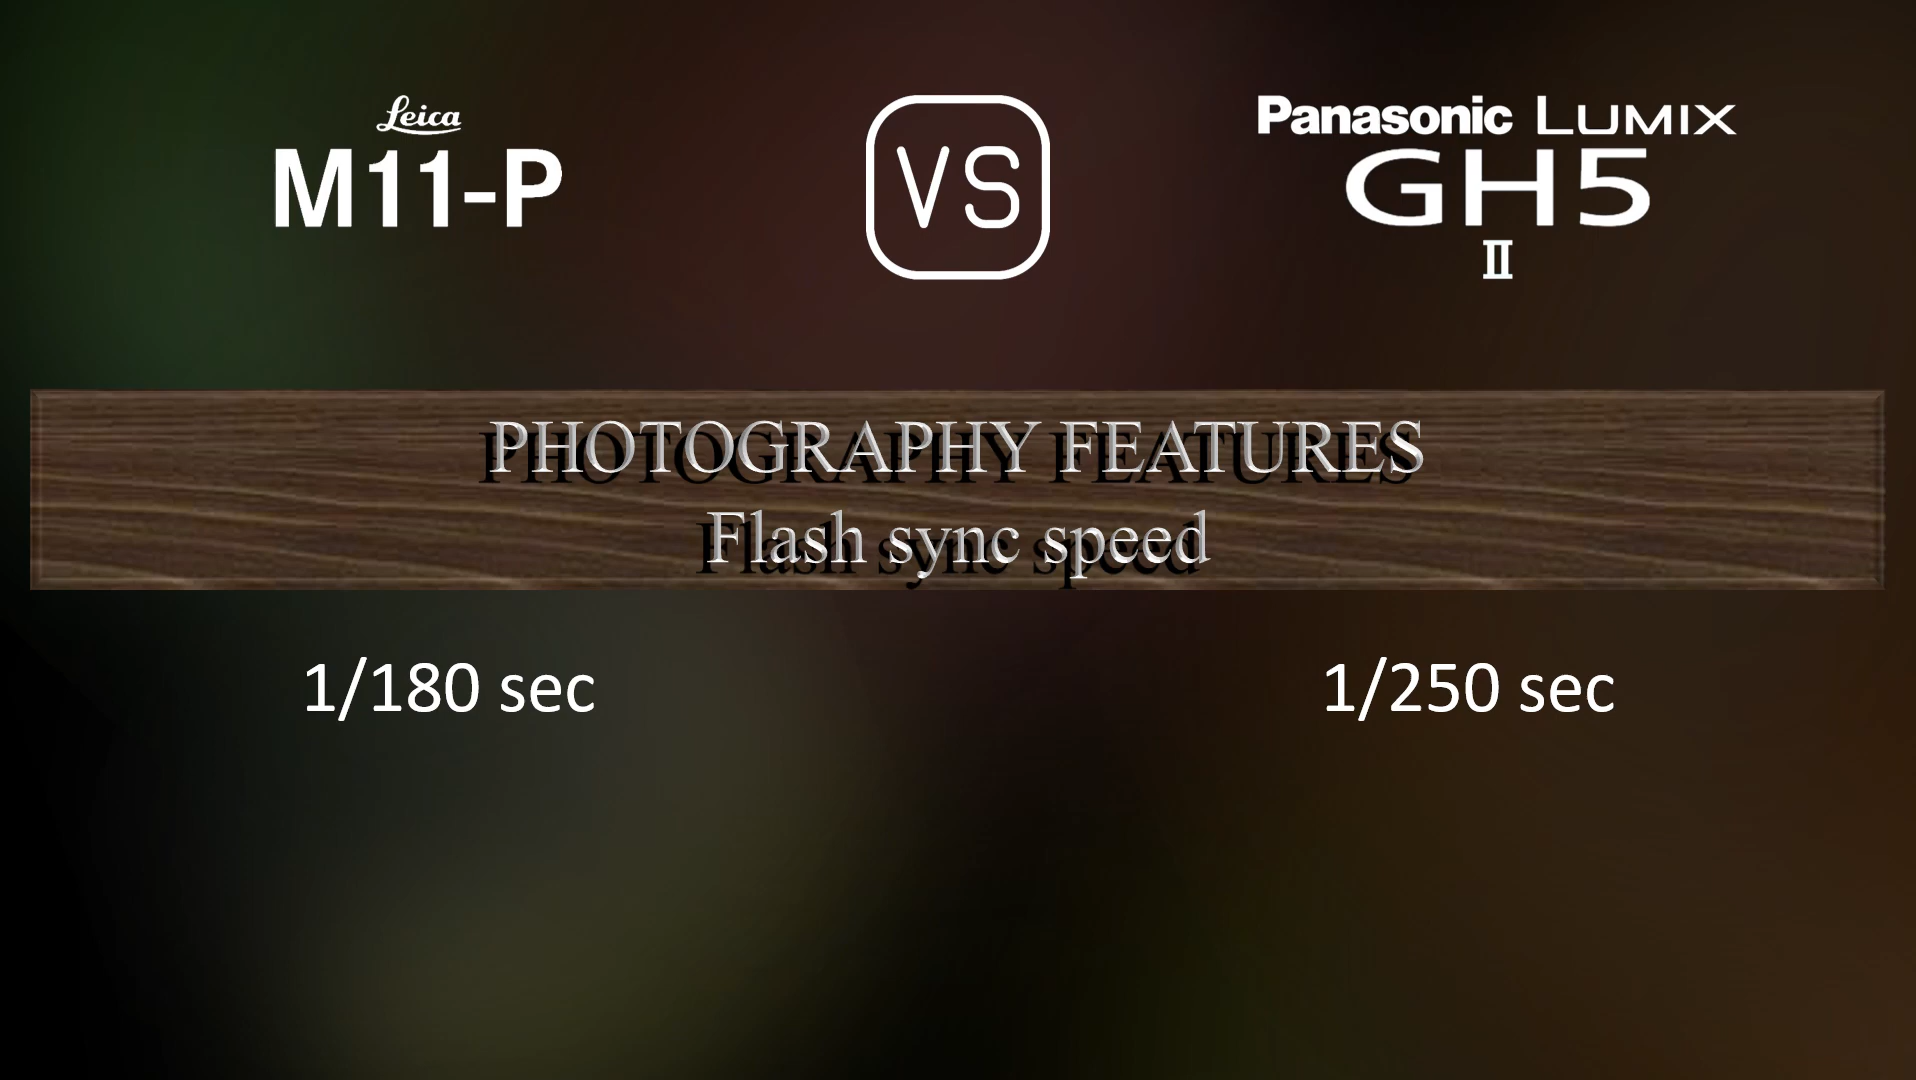 Leica
M11-P
VS
Panasonic LUMIX
GH5
II
PHOTOGRAPHY FEATURES
Flash sync speed
1/180 sec
1/250 sec